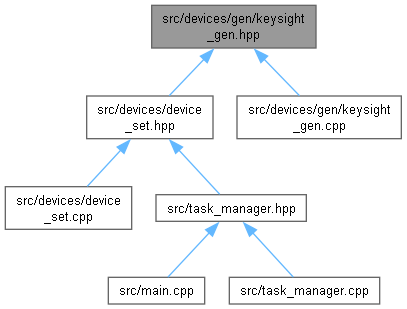 src/devices/gen/keysight
_gen.hpp
src/devices/device
_set.hpp
src/devices/gen/keysight
_gen.cpp
src/devices/device
_set.cpp
src/task_manager.hpp
src/main.cpp
src/task_manager.cpp